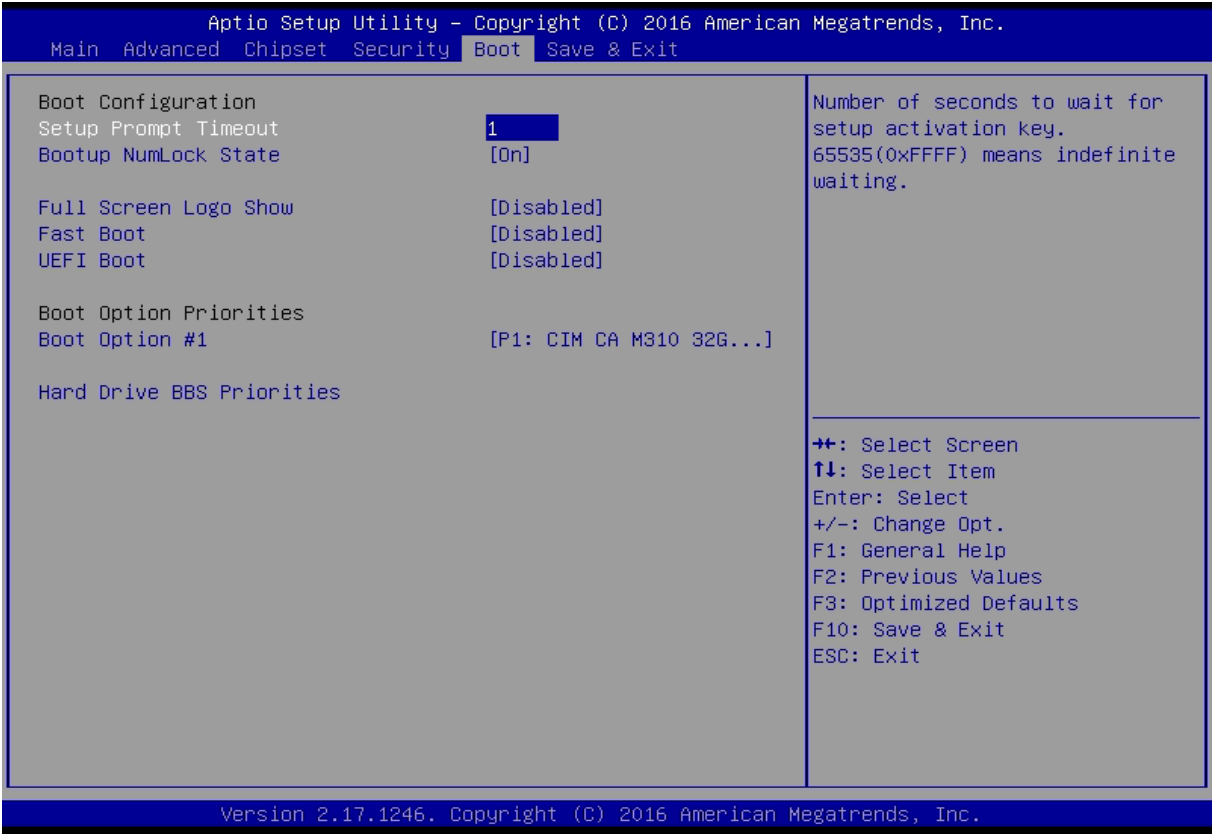 Aptio Setup Utility – Copyright (C) 2016 American Megatrends, Inc.
Main Advanced Chipset Security Boot Save & Exit
Boot Configuration
Setup Prompt Timeout 1
Bootup NumLock State [On]
Full Screen Logo Show [Disabled]
Fast Boot [Disabled]
UEFI Boot [Disabled]
Boot Option Priorities
Boot Option #1 [P1: CIM CA M310 32G...]
Hard Drive BBS Priorities
Number of seconds to wait for
setup activation key.
65535(0xFFFF) means indefinite
waiting.
→←: Select Screen
↑↓: Select Item
Enter: Select
+/-: Change Opt.
F1: General Help
F2: Previous Values
F3: Optimized Defaults
F10: Save & Exit
ESC: Exit
Version 2.17.1246. Copyright (C) 2016 American Megatrends, Inc.